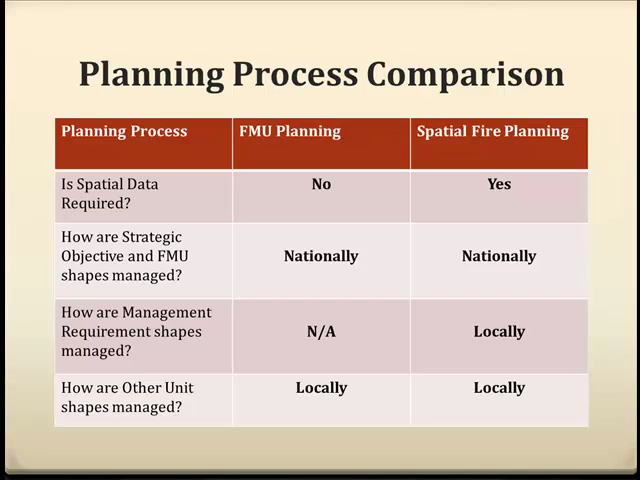 Planning Process Comparison
Planning Process
FMU Planning
Spatial Fire Planning
Is Spatial Data
Required?
No
Yes
How are Strategic
Objective and FMU
shapes managed?
Nationally
Nationally
How are Management
Requirement shapes
managed?
N/A
Locally
How are Other Unit
shapes managed?
Locally
Locally